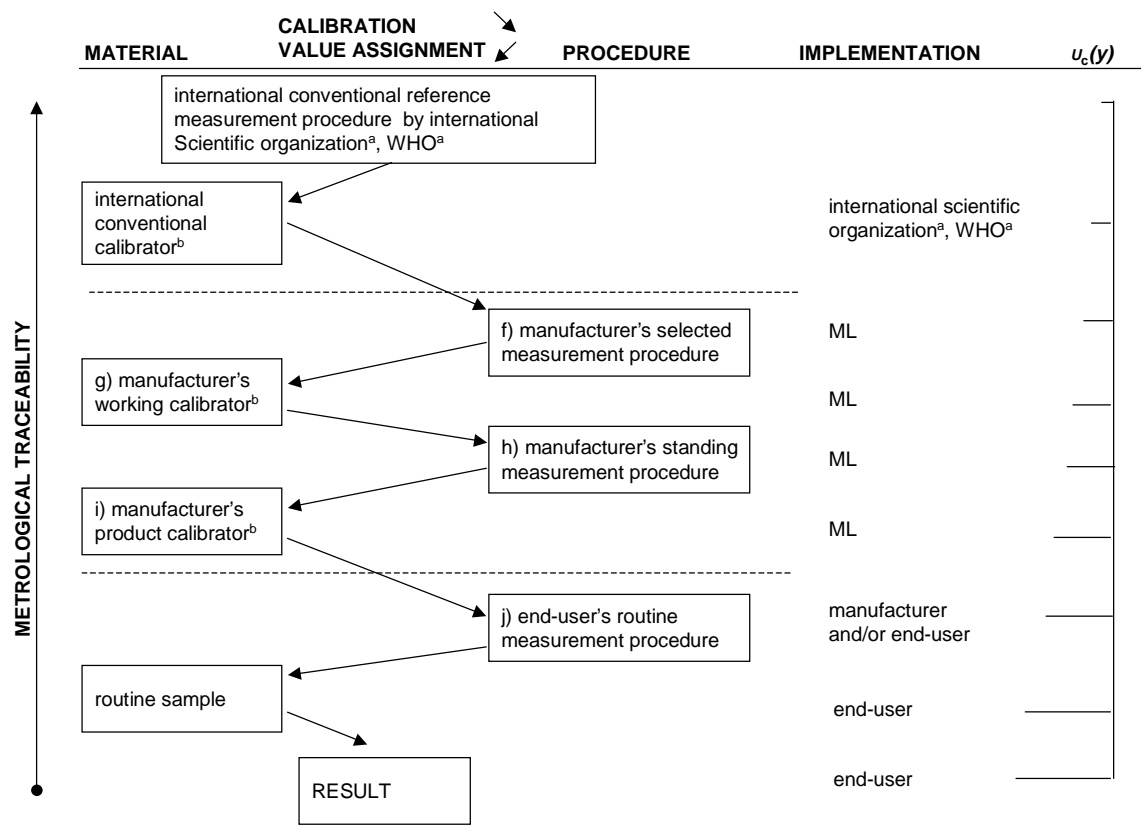 CALIBRATION
MATERIAL VALUE ASSIGNMENT PROCEDURE IMPLEMENTATION uc(y)
international conventional reference
measurement procedure by international
Scientific organizationª, WHOª
international
conventional
calibratorᵇ
international scientific
organizationª, WHOª
f) manufacturer's selected
measurement procedure
ML
g) manufacturer's
working calibratorᵇ
ML
h) manufacturer's standing
measurement procedure
ML
i) manufacturer's
product calibratorᵇ
ML
j) end-user's routine
measurement procedure
manufacturer
and/or end-user
routine sample
end-user
RESULT
end-user
METROLOGICAL TRACEABILITY